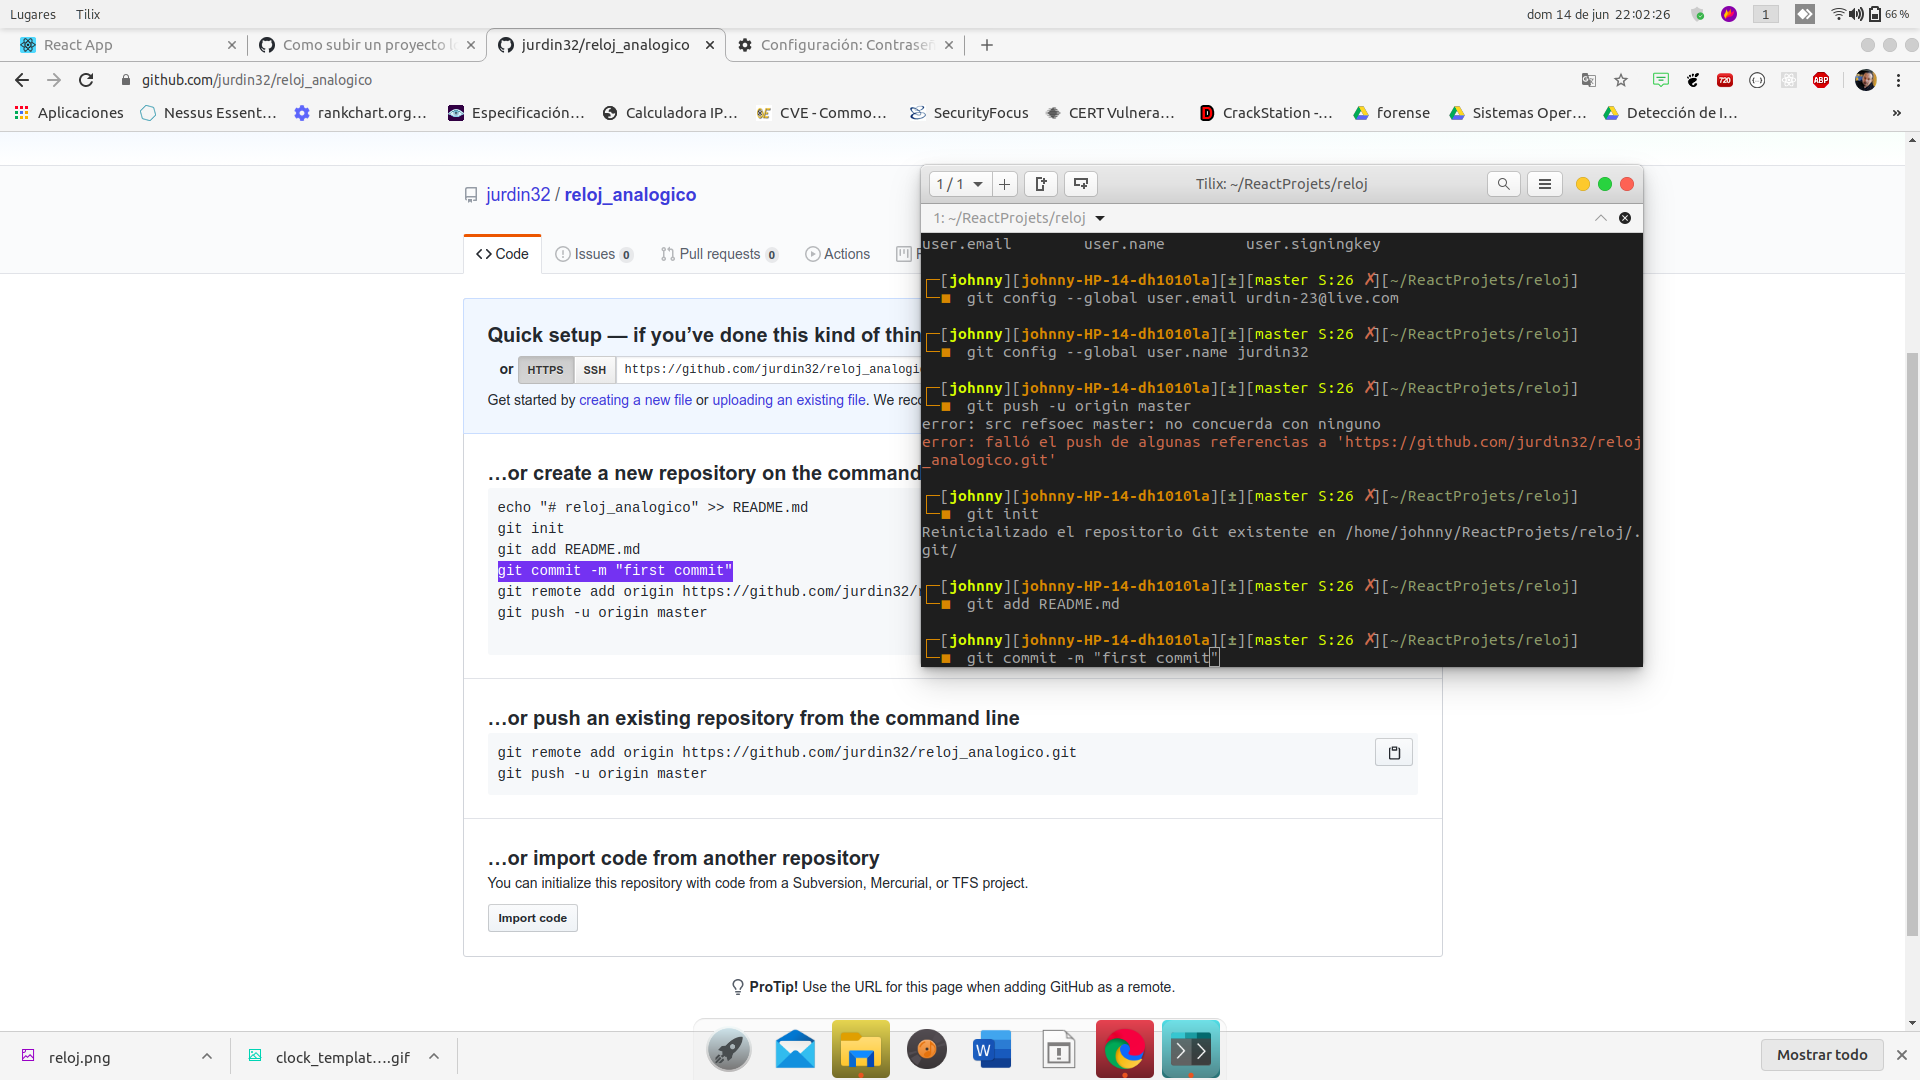 Lugares Tilix dom 14 de jun 22:02:26 1 66 %
React App Como subir un proyecto l jurdin32/reloj_analogico Configuración: Contraseñ
github.com/jurdin32/reloj_analogico 720 ABP
Aplicaciones Nessus Essent... rankchart.org... Especificación... Calculadora IP... CVE - Commo... SecurityFocus CERT Vulnera... CrackStation -... forense Sistemas Oper... Detección de I... »
jurdin32 / reloj_analogico
<> Code Issues 0 Pull requests 0 Actions
Quick setup — if you’ve done this kind of thin
or HTTPS SSH https://github.com/jurdin32/reloj_analogi
Get started by creating a new file or uploading an existing file. We reco
…or create a new repository on the command
echo "# reloj_analogico" >> README.md
git init
git add README.md
git commit -m "first commit"
git remote add origin https://github.com/jurdin32/
git push -u origin master
…or push an existing repository from the command line
git remote add origin https://github.com/jurdin32/reloj_analogico.git
git push -u origin master
…or import code from another repository
You can initialize this repository with code from a Subversion, Mercurial, or TFS project.
Import code
ProTip! Use the URL for this page when adding GitHub as a remote.
1 / 1 Tilix: ~/ReactProjets/reloj
1: ~/ReactProjets/reloj
user.email user.name user.signingkey
[johnny][johnny-HP-14-dh1010la][±][master S:26 ✗][~/ReactProjets/reloj]
git config --global user.email urdin-23@live.com
[johnny][johnny-HP-14-dh1010la][±][master S:26 ✗][~/ReactProjets/reloj]
git config --global user.name jurdin32
[johnny][johnny-HP-14-dh1010la][±][master S:26 ✗][~/ReactProjets/reloj]
git push -u origin master
error: src refsoec master: no concuerda con ninguno
error: falló el push de algunas referencias a 'https://github.com/jurdin32/reloj
_analogico.git'
[johnny][johnny-HP-14-dh1010la][±][master S:26 ✗][~/ReactProjets/reloj]
git init
Reinicializado el repositorio Git existente en /home/johnny/ReactProjets/reloj/.
git/
[johnny][johnny-HP-14-dh1010la][±][master S:26 ✗][~/ReactProjets/reloj]
git add README.md
[johnny][johnny-HP-14-dh1010la][±][master S:26 ✗][~/ReactProjets/reloj]
git commit -m "first commit"
reloj.png clock_templat....gif W Mostrar todo